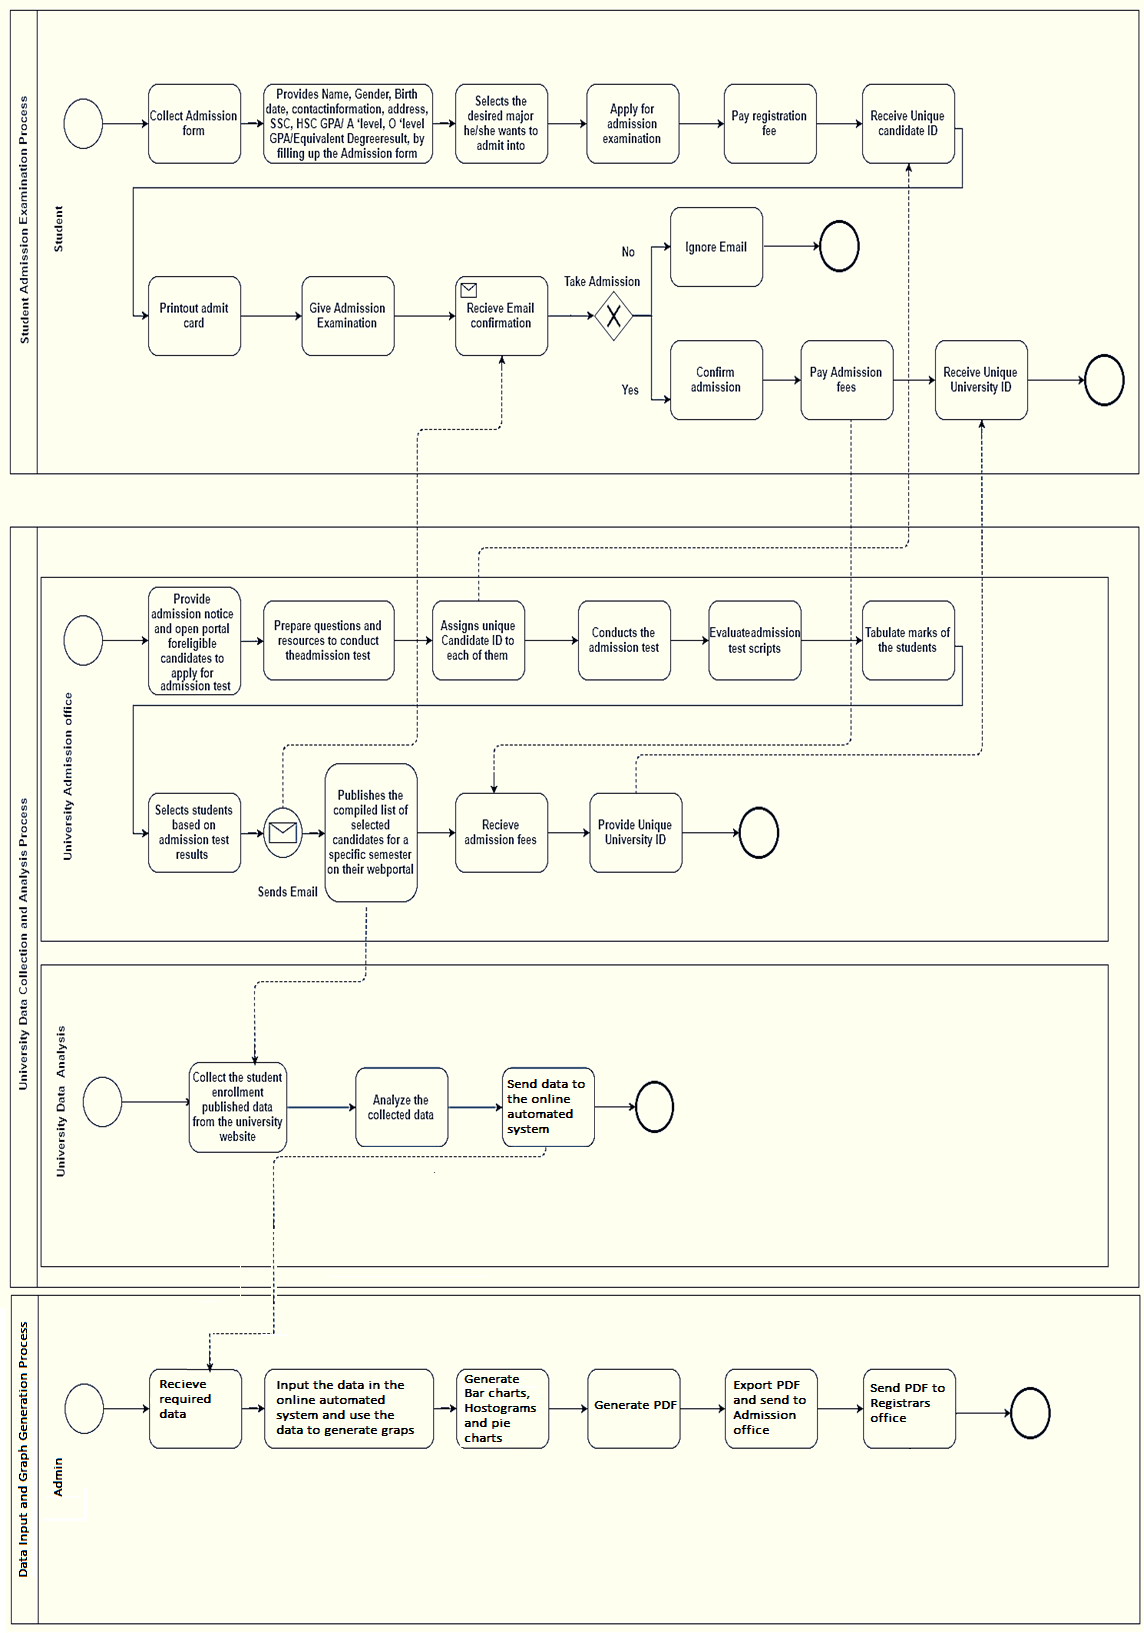 Student Admission Examination Process
Student
Collect Admission
form
Provides Name, Gender, Birth
date, contactinformation, address,
SSC, HSC GPA/ A 'level, O 'level
GPA/Equivalent Degreeresult, by
filling up the Admission form
Selects the
desired major
he/she wants to
admit into
Apply for
admission
examination
Pay registration
fee
Receive Unique
candidate ID
Printout admit
card
Give Admission
Examination
Recieve Email
confirmation
Take Admission
No
Yes
Ignore Email
Confirm
admission
Pay Admission
fees
Receive Unique
University ID
University Data Collection and Analysis Process
University Admission office
Provide
admission notice
and open portal
foreligible
candidates to
apply for
admission test
Prepare questions and
resources to conduct
theadmission test
Assigns unique
Candidate ID to
each of them
Conducts the
admission test
Evaluateadmission
test scripts
Tabulate marks of
the students
Selects students
based on
admission test
results
Sends Email
Publishes the
compiled list of
selected
candidates for a
specific semester
on their webportal
Recieve
admission fees
Provide Unique
University ID
University Data Analysis
Collect the student
enrollment
published data
from the university
website
Analyze the
collected data
Send data to
the online
automated
system
Data Input and Graph Generation Process
Admin
Recieve
required
data
Input the data in the
online automated
system and use the
data to generate graps
Generate
Bar charts,
Hostograms
and pie
charts
Generate PDF
Export PDF
and send to
Admission
office
Send PDF to
Registrars
office